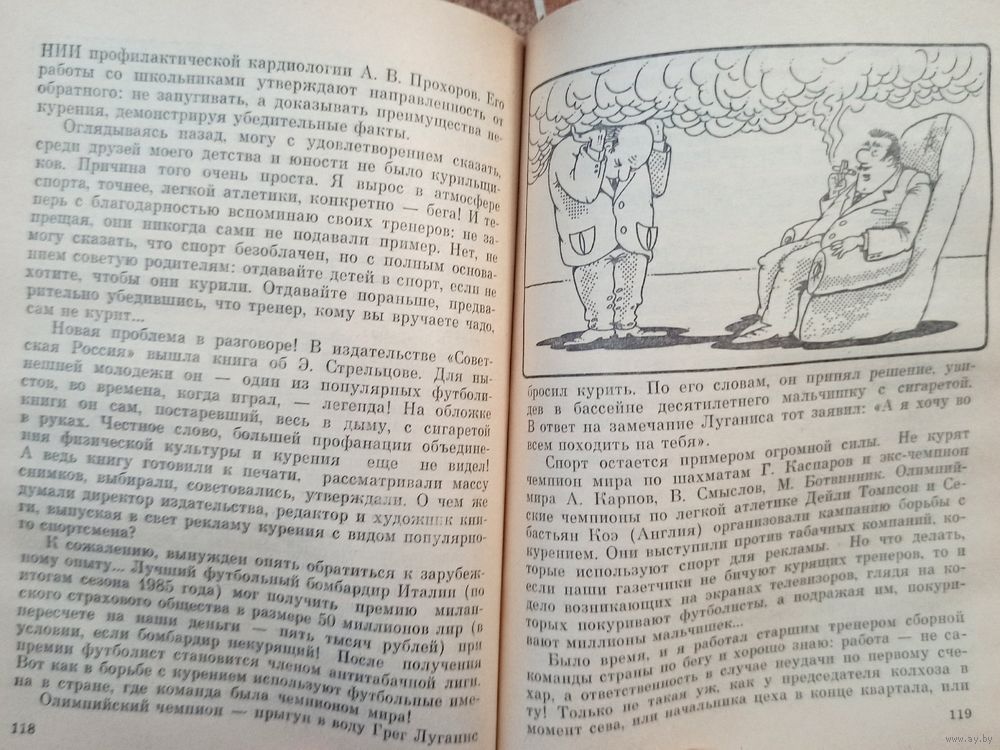 НИИ профилактической кардиологии А. В. Прохоров. Его
работы со школьниками утверждают направленность от
обратного: не запугивать, а доказывать преимущества не-
курения, демонстрируя убедительные факты.
Оглядываясь назад, могу с удовлетворением сказать,
среди друзей моего детства и юности не было курильщи-
ков. Причина того очень проста. Я вырос в атмосфере
спорта, точнее, легкой атлетики, конкретно — бега! И те-
перь с благодарностью вспоминаю своих тренеров: не за-
прещая, они никогда сами не подавали пример. Нет, не
могу сказать, что спорт безоблачен, но с полным основа-
нием советую родителям: отдавайте детей в спорт, если не
хотите, чтобы они курили. Отдавайте пораньше, предва-
рительно убедившись, что тренер, кому вы вручаете чадо,
сам не курит...
Новая проблема в разговоре! В издательстве «Совет-
ская Россия» вышла книга об Э. Стрельцове. Для ны-
нешней молодежи он — один из популярных футболи-
стов, во времена, когда играл, — легенда! На обложке
книги он сам, постаревший, весь в дыму, с сигаретой
в руках. Честное слово, большей профанации объедине-
ния физической культуры и курения еще не видел!
А ведь книгу готовили к печати, рассматривали массу
снимков, выбирали, советовались, утверждали. О чем же
думали директор издательства, редактор и художник кни-
ги, выпуская в свет рекламу курения с видом популярно-
го спортсмена?
К сожалению, вынужден опять обратиться к зарубеж-
ному опыту... Лучший футбольный бомбардир Италии (по
итогам сезона 1985 года) мог получить премию милан-
ского страхового общества в размере 50 миллионов лир (в
пересчете на наши деньги — пять тысяч рублей) при
условии, если бомбардир некурящий! После получения
премии футболист становится членом антитабачной лиги.
Вот как в борьбе с курением используют футбольные име-
на в стране, где команда была чемпионом мира!
Олимпийский чемпион — прыгун в воду Грег Луганис
118
бросил курить. По его словам, он принял решение, уви-
дев в бассейне десятилетнего мальчишку с сигаретой.
В ответ на замечание Луганиса тот заявил: «А я хочу во
всем походить на тебя».
Спорт остается примером огромной силы. Не курят
чемпион мира по шахматам Г. Каспаров и экс-чемпион
мира А. Карпов, В. Смыслов, М. Ботвинник. Олимпий-
ские чемпионы по легкой атлетике Дейли Томпсон и Се-
бастьян Коэ (Англия) организовали кампанию борьбы с
курением. Они выступили против табачных компаний, ко-
торые используют спорт для рекламы. Но что делать,
если наши газетчики не бичуют курящих тренеров, то и
дело возникающих на экранах телевизоров, глядя на ко-
торых покуривают футболисты, а подражая им, покури-
вают миллионы мальчишек...
Было время, и я работал старшим тренером сборной
команды страны по бегу и хорошо знаю: работа — не са-
хар, а ответственность в случае неудачи по первому сче-
ту! Только не такая уж, как у председателя колхоза в
момент сева, или начальника цеха в конце квартала, или
119
www.ay.by